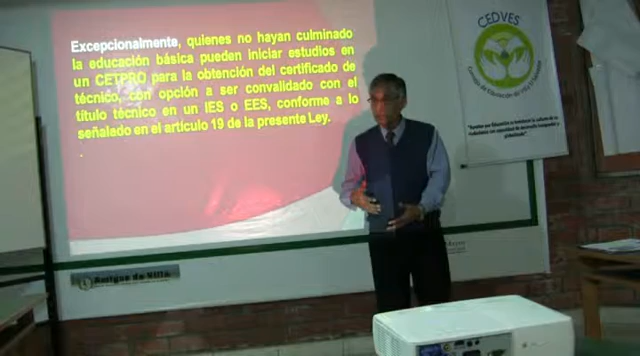 Excepcionalmente, quienes no hayan culminado
la educación básica pueden iniciar estudios en
un CETPRO para la obtención del certificado de
técnico, con opción a ser convalidado con el
título técnico en un IES o EES, conforme a lo
señalado en el artículo 19 de la presente Ley.
.
CEDVES
Amigos de Villa